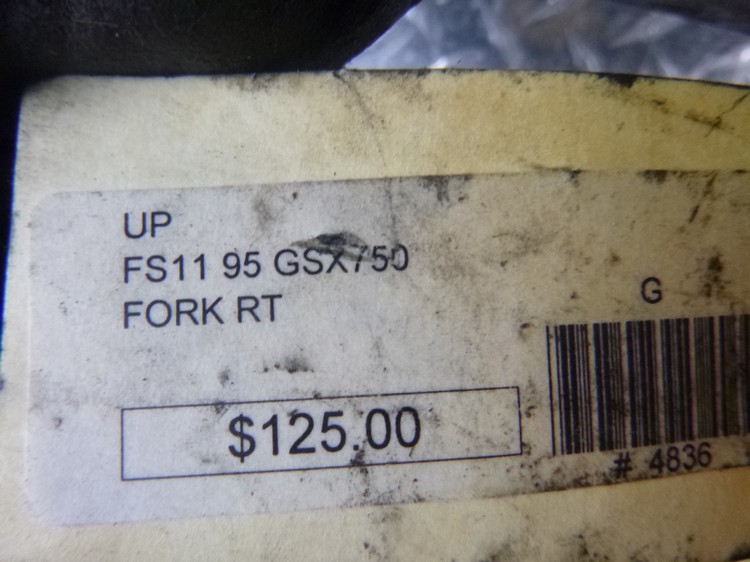 UP
FS11 95 GSX750
FORK RT
$125.00
G
# 4836